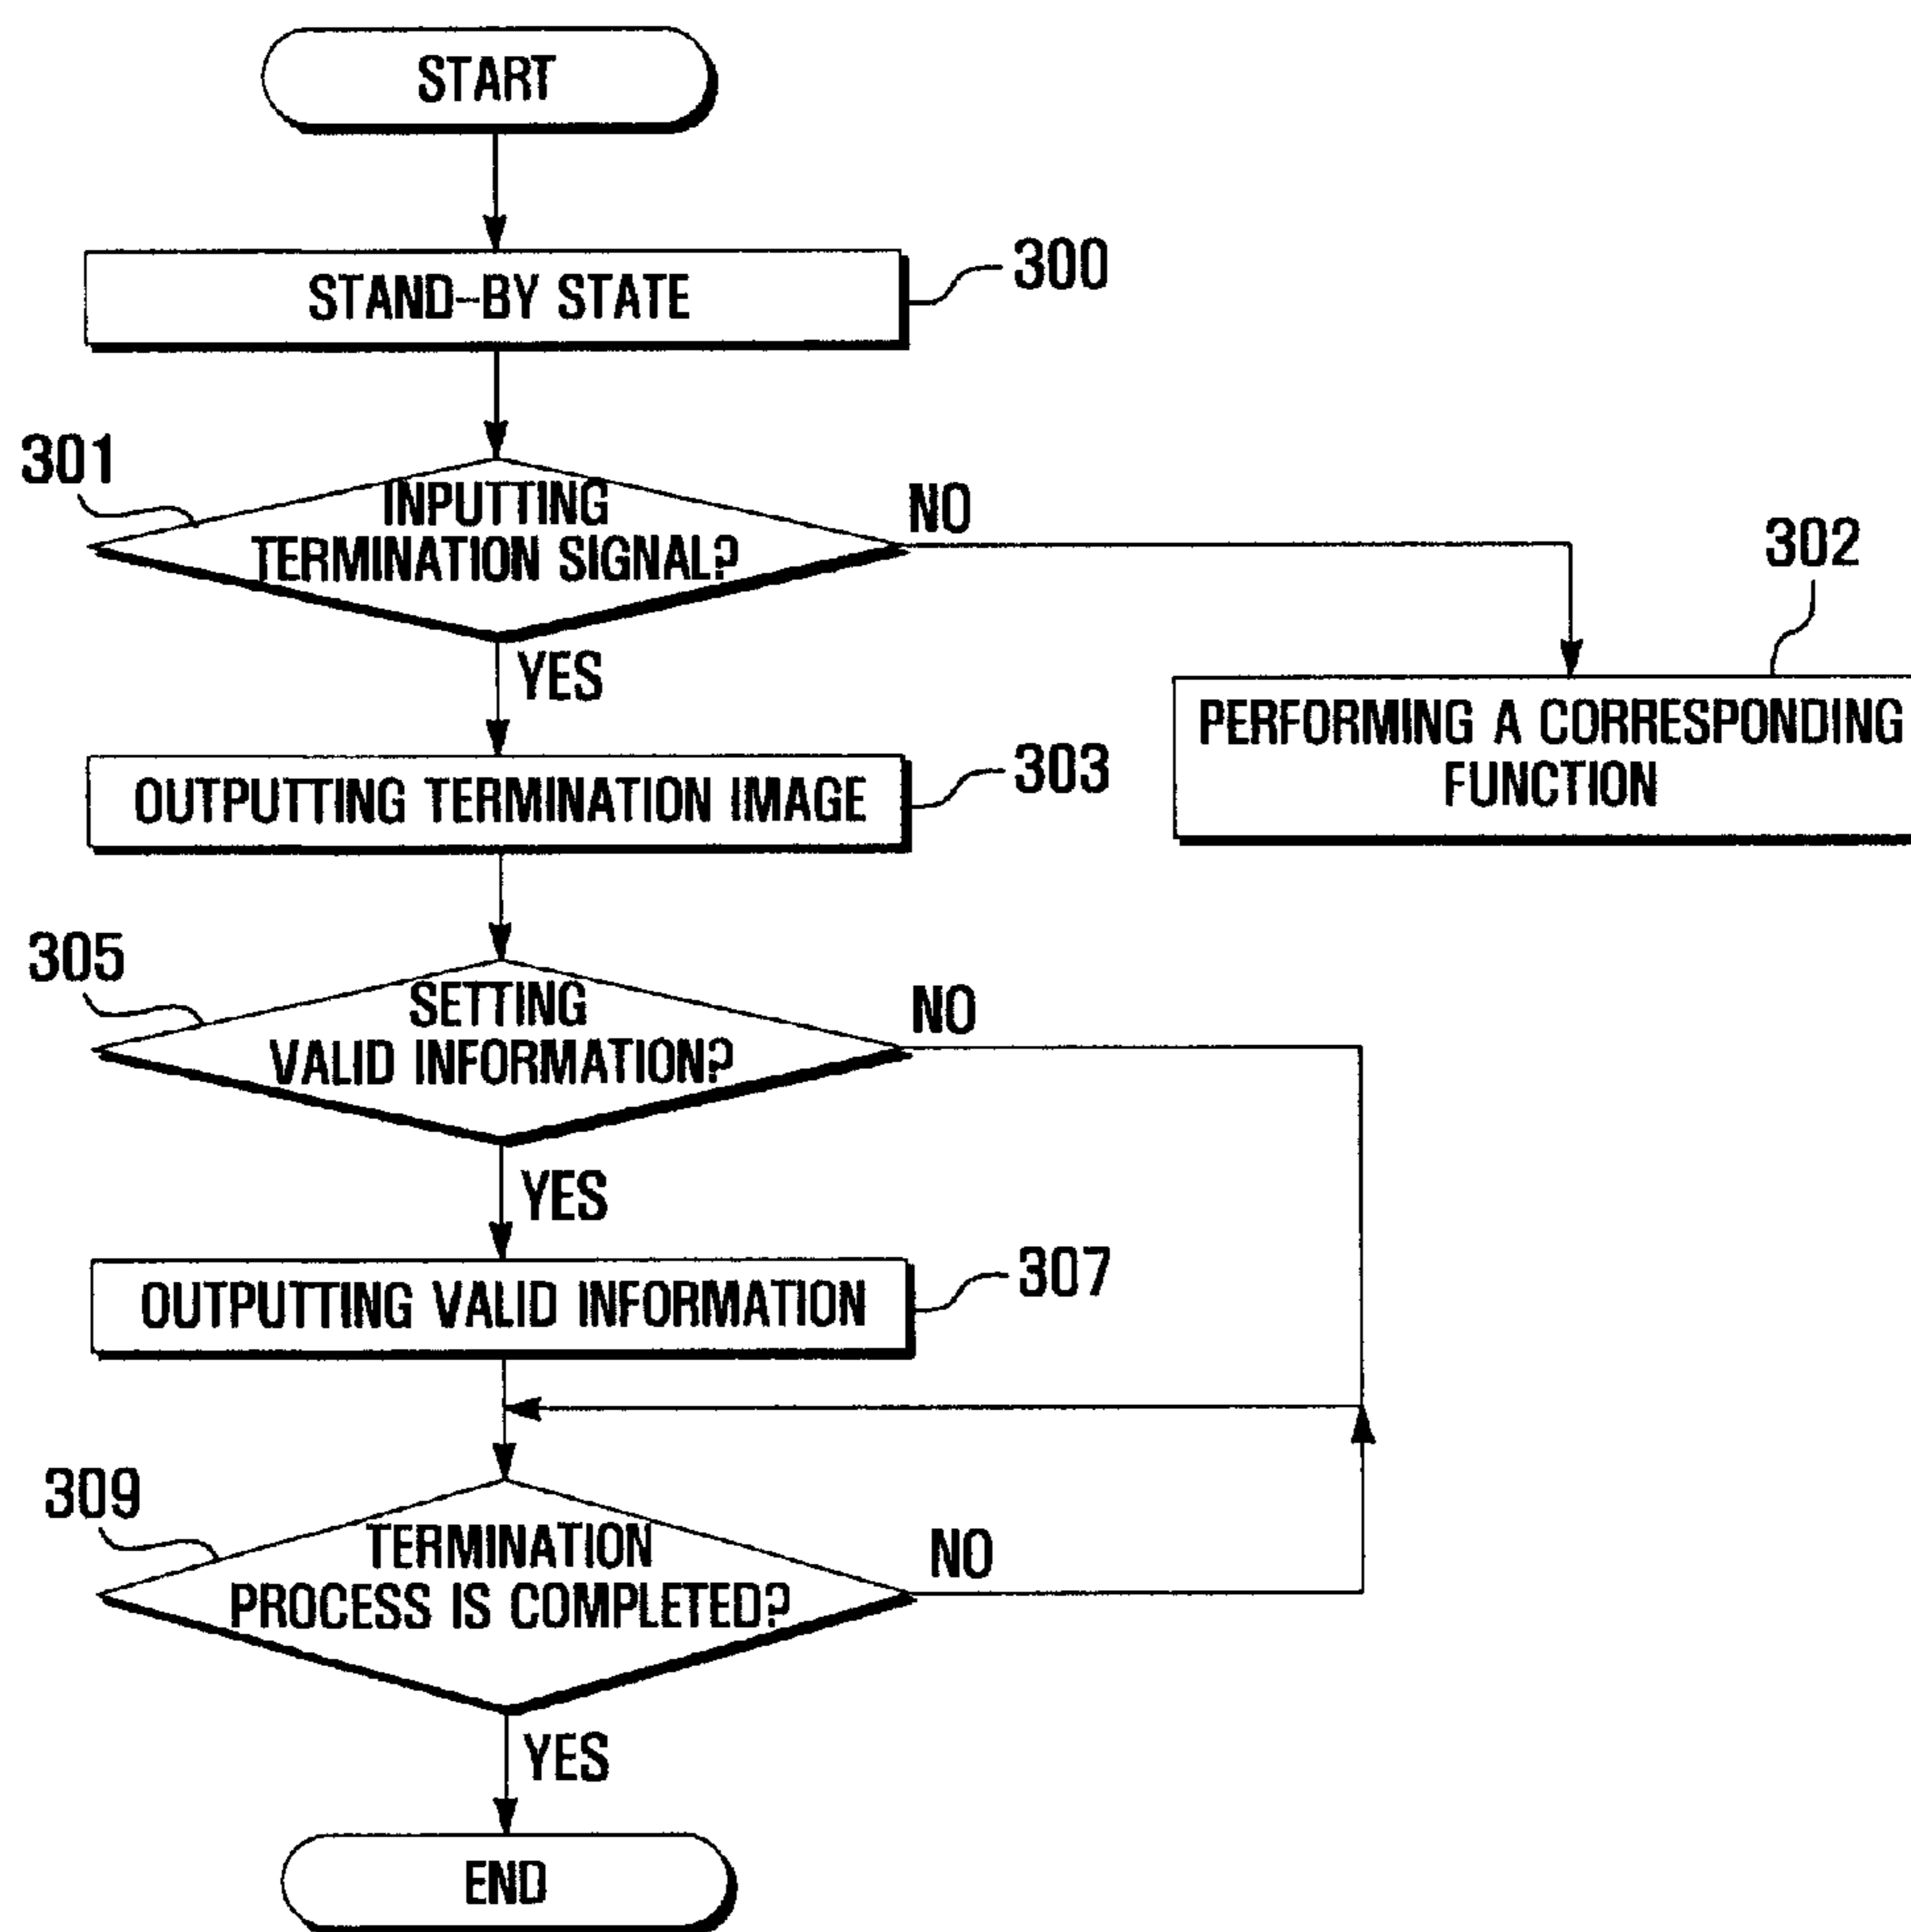 START
STAND-BY STATE
300
301
INPUTTING
TERMINATION SIGNAL?
NO
YES
302
PERFORMING A CORRESPONDING
FUNCTION
OUTPUTTING TERMINATION IMAGE
303
305
SETTING
VALID INFORMATION?
NO
YES
OUTPUTTING VALID INFORMATION
307
309
TERMINATION
PROCESS IS COMPLETED?
NO
YES
END